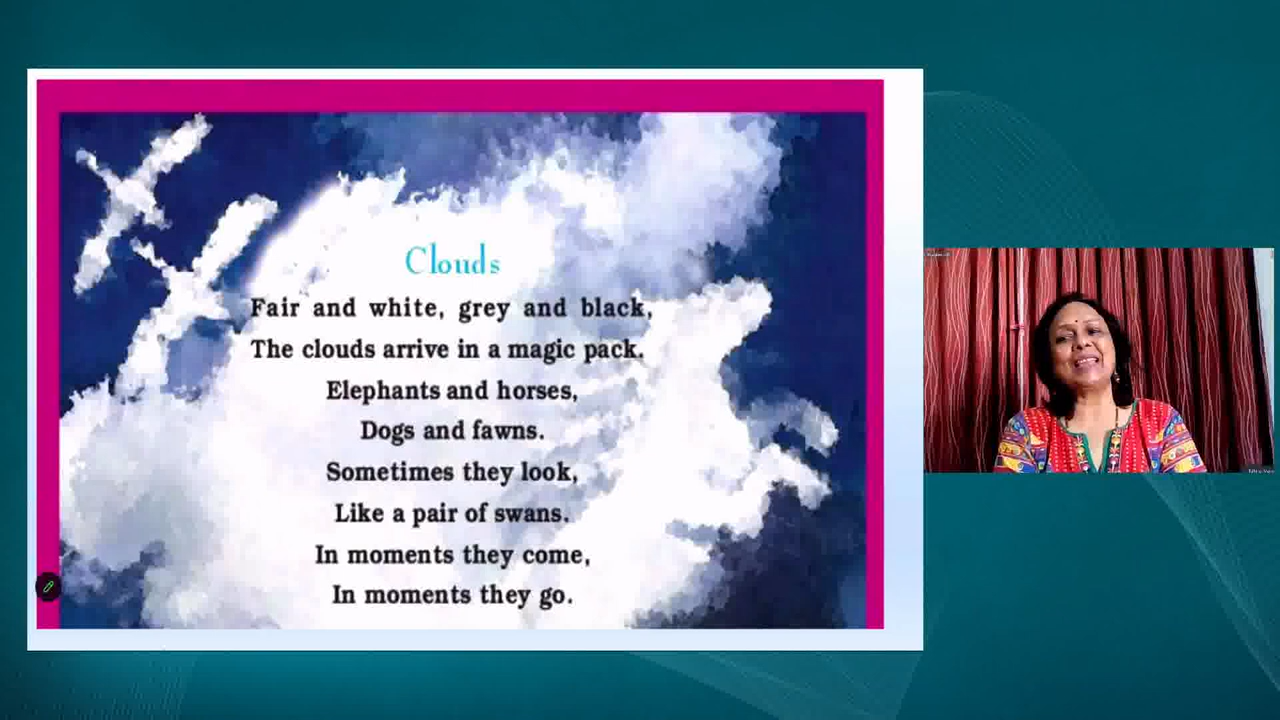 Clouds
Fair and white, grey and black,
The clouds arrive in a magic pack.
Elephants and horses,
Dogs and fawns.
Sometimes they look,
Like a pair of swans.
In moments they come,
In moments they go.